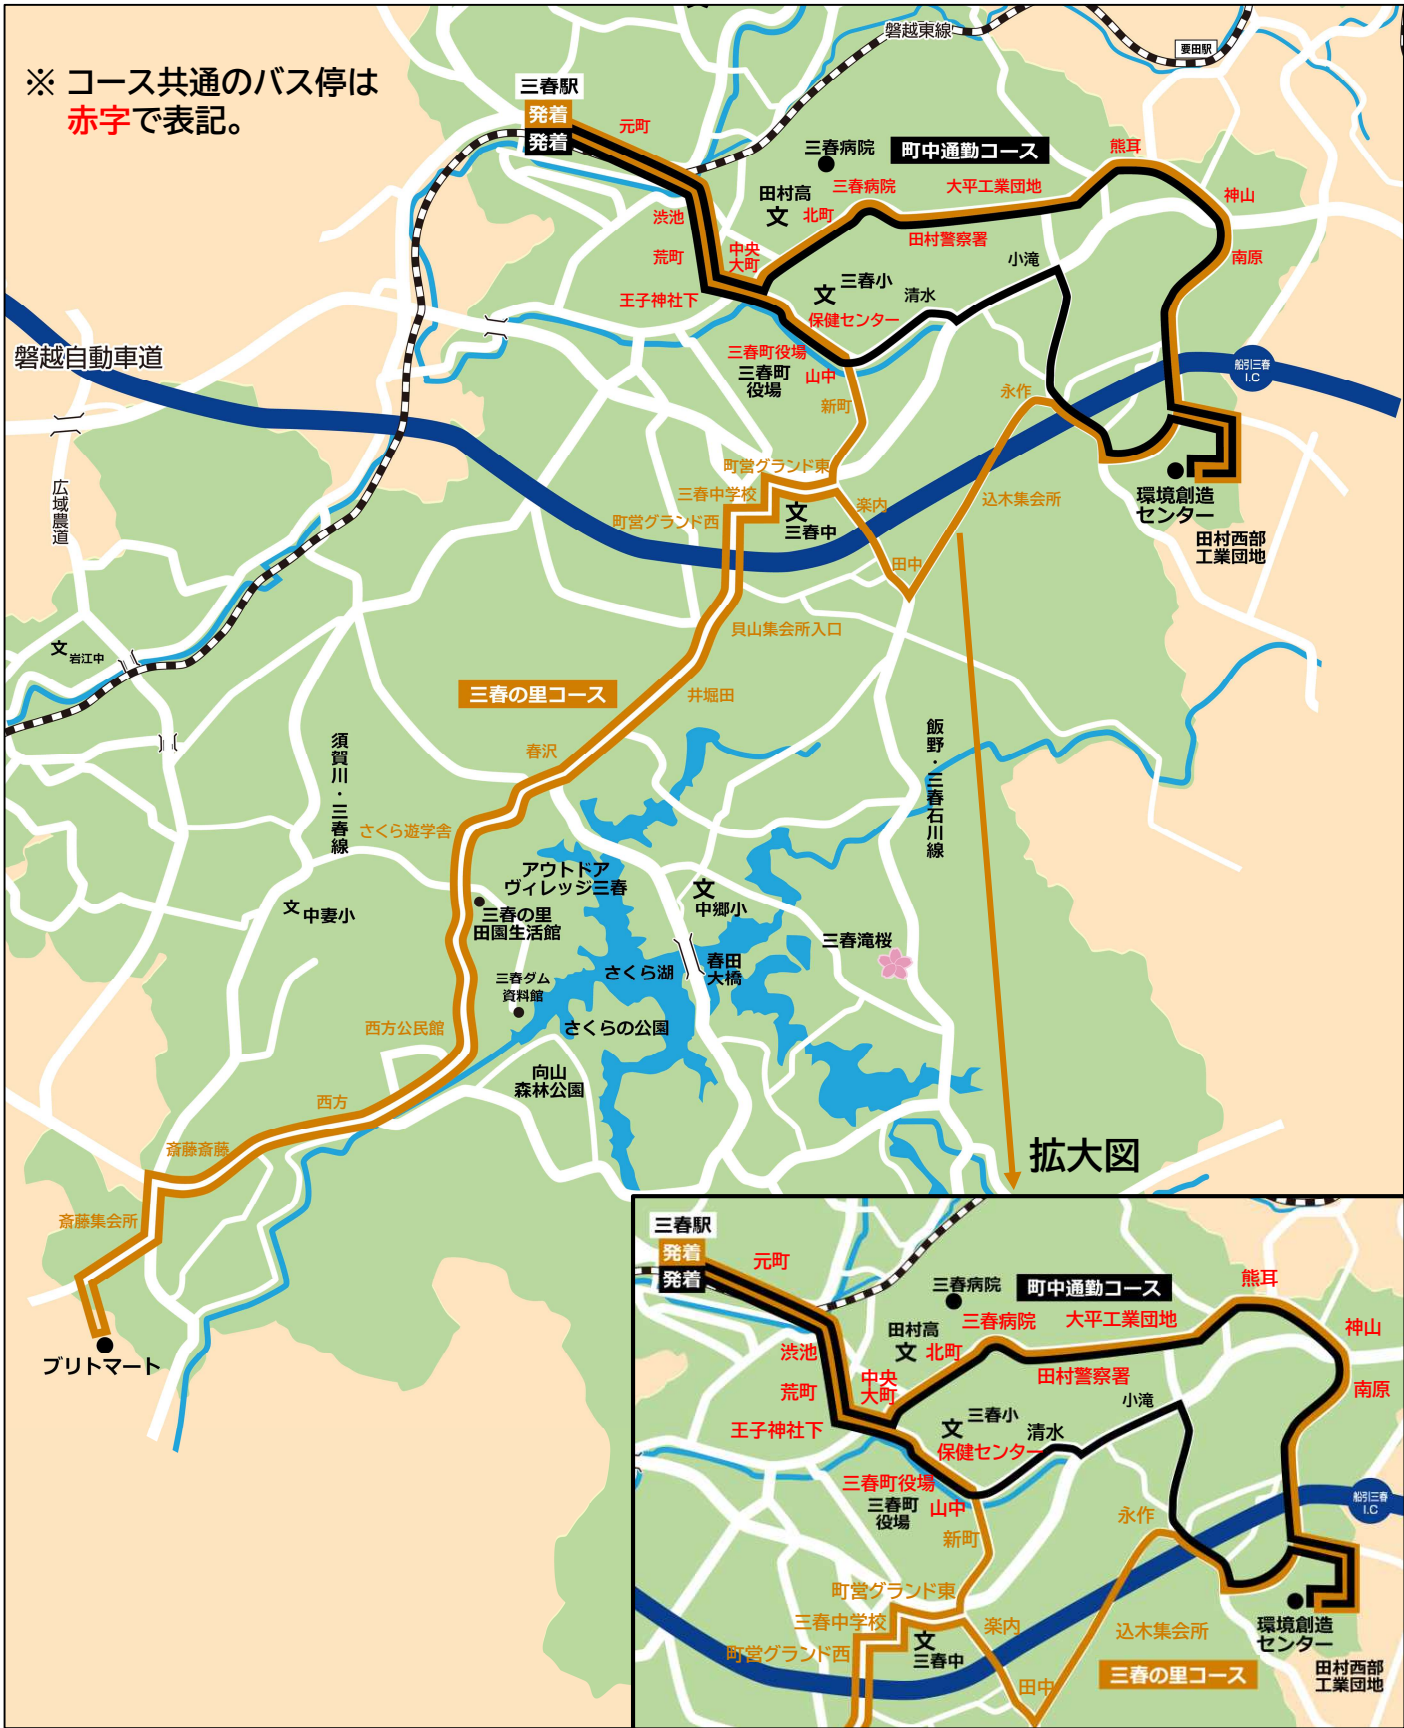 磐越東線
要田駅
※ コース共通のバス停は
赤字で表記。
三春駅
発着
発着
元町
三春病院
町中通勤コース
熊耳
田村高
文
三春病院
大平工業団地
神山
渋池
北町
田村警察署
荒町
中央
大町
小滝
南原
王子神社下
文
三春小
清水
保健センター
磐越自動車道
三春町役場
三春町
役場
山中
船引三春
I.C
新町
永作
町営グランド東
三春中学校
町営グランド西
文
三春中
楽内
込木集会所
環境創造
センター
広域農道
田村西部
工業団地
田中
貝山集会所入口
文
岩江中
三春の里コース
井堀田
須賀川・三春線
春沢
飯野・三春石川線
さくら遊学舎
アウトドア
ヴィレッジ三春
文
中郷小
文
中妻小
三春の里
田園生活館
三春滝桜
三春ダム
資料館
さくら湖
春田
大橋
西方公民館
さくらの公園
向山
森林公園
西方
斎藤斎藤
拡大図
斎藤集会所
ブリトマート
三春駅
発着
発着
元町
三春病院
町中通勤コース
熊耳
田村高
文
三春病院
大平工業団地
神山
渋池
北町
田村警察署
荒町
中央
大町
小滝
南原
王子神社下
文
三春小
清水
保健センター
三春町役場
三春町
役場
山中
船引三春
I.C
新町
永作
町営グランド東
三春中学校
町営グランド西
文
三春中
楽内
込木集会所
環境創造
センター
三春の里コース
田村西部
工業団地
田中